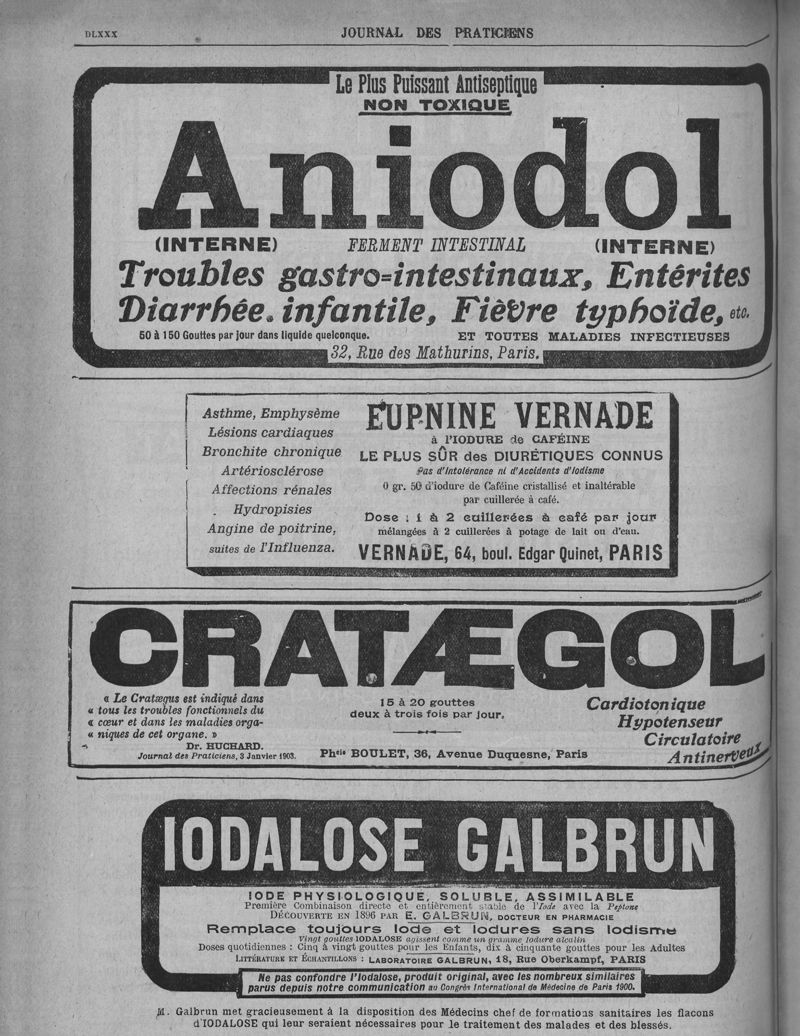 DLXXX
JOURNAL DES PRATICIENS
Le Plus Puissant Antiseptique
NON TOXIQUE
Aniodol
(INTERNE) FERMENT INTESTINAL (INTERNE)
Troubles gastro=intestinaux, Entérites
Diarrhée infantile, Fièvre typhoïde, etc.
50 à 150 Gouttes par jour dans liquide quelconque. ET TOUTES MALADIES INFECTIEUSES
32, Rue des Mathurins, Paris.
Asthme, Emphysème
Lésions cardiaques
Bronchite chronique
Artériosclérose
Affections rénales
Hydropisies
Angine de poitrine,
suites de l'Influenza.
EUPNINE VERNADE
à l'IODURE de CAFÉINE
LE PLUS SÛR des DIURÉTIQUES CONNUS
Pas d'Intolérance ni d'Accidents d'Iodisme
0 gr. 50 d'iodure de Caféine cristallisé et inaltérable
par cuillerée à café.
Dose : 1 à 2 cuillerées à café par jour
mélangées à 2 cuillerées à potage de lait ou d'eau.
VERNADE, 64, boul. Edgar Quinet, PARIS
CRATÆGOL
« Le Cratægus est indiqué dans
« tous les troubles fonctionnels du
« cœur et dans les maladies orga-
« niques de cet organe. »
Dr. HUCHARD.
Journal des Praticiens, 3 Janvier 1903.
15 à 20 gouttes
deux à trois fois par jour.
Phcie BOULET, 36, Avenue Duquesne, Paris
Cardiotonique
Hypotenseur
Circulatoire
Antinerveux
IODALOSE GALBRUN
IODE PHYSIOLOGIQUE, SOLUBLE, ASSIMILABLE
Première Combinaison directe et entièrement stable de l'Iode avec la Peptone
DÉCOUVERTE EN 1896 PAR E. GALBRUN, DOCTEUR EN PHARMACIE
Remplace toujours Iode et Iodures sans Iodisme
Vingt gouttes IODALOSE agissent comme un gramme Iodure alcalin
Doses quotidiennes : Cinq à vingt gouttes pour les Enfants, dix à cinquante gouttes pour les Adultes
LITTÉRATURE ET ÉCHANTILLONS : LABORATOIRE GALBRUN, 18, Rue Oberkampf, PARIS
Ne pas confondre l'Iodalose, produit original, avec les nombreux similaires
parus depuis notre communication au Congrès International de Médecine de Paris 1900.
M. Galbrun met gracieusement à la disposition des Médecins chef de formations sanitaires les flacons
d'IODALOSE qui leur seraient nécessaires pour le traitement des malades et des blessés.